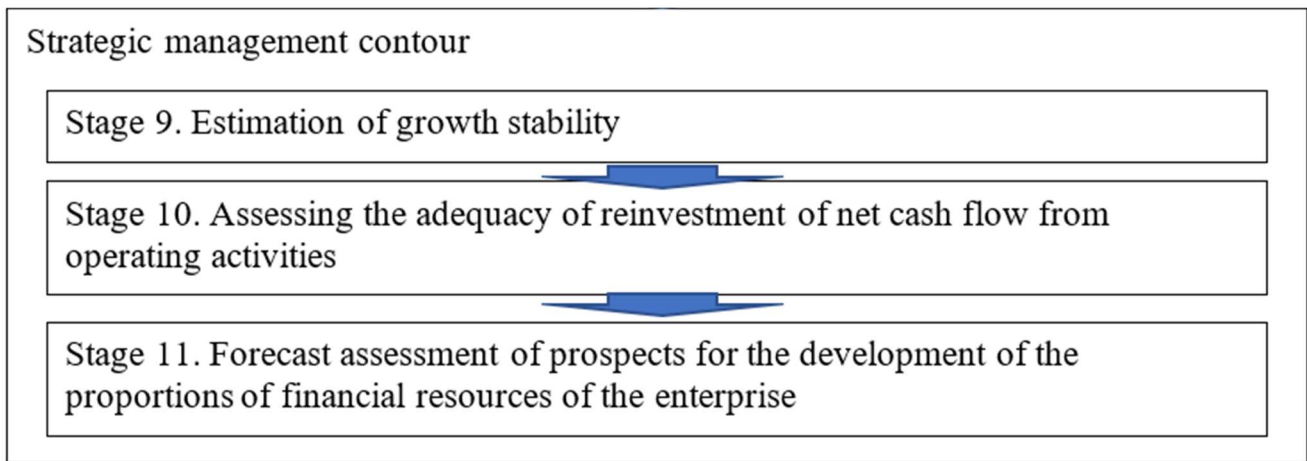 Strategic management contour
Stage 9. Estimation of growth stability
Stage 10. Assessing the adequacy of reinvestment of net cash flow from
operating activities
Stage 11. Forecast assessment of prospects for the development of the
proportions of financial resources of the enterprise